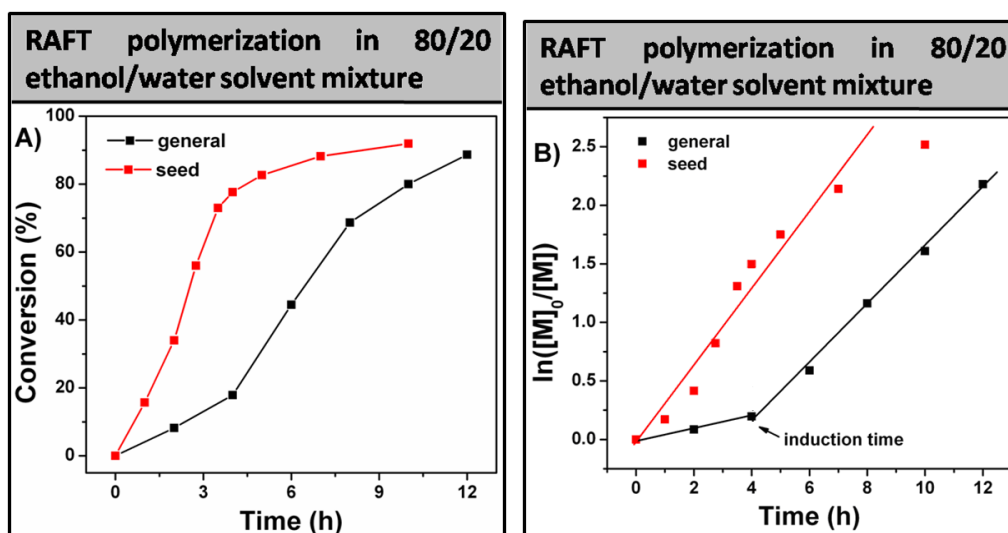 RAFT polymerization in 80/20
ethanol/water solvent mixture
A)
general
seed
100
80
60
40
20
0
Conversion (%)
0 3 6 9 12
Time (h)
RAFT polymerization in 80/20
ethanol/water solvent mixture
B)
general
seed
2.5
2.0
1.5
1.0
0.5
0.0
ln([M]0/[M])
induction time
0 2 4 6 8 10 12
Time (h)